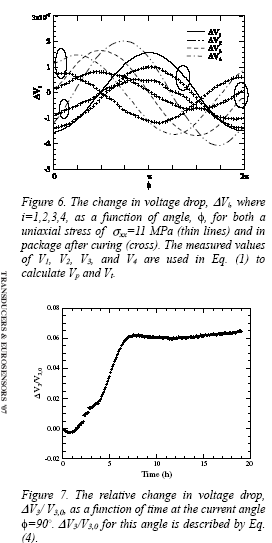 ΔV₁
ΔV₂
ΔV₃
ΔV₄
2
1
0
-1
-2
-3
ΔVᵢ
0
π
2π
ϕ
Figure 6. The change in voltage drop, ΔVᵢ, where
i=1,2,3,4, as a function of angle, ϕ, for both a
uniaxial stress of σₓₓ=11 MPa (thin lines) and in
package after curing (cross). The measured values
of V₁, V₂, V₃, and V₄ are used in Eq. (1) to
calculate Vₚ and Vₜ.
TRANSDUCERS & EUROSENSORS '07
0.08
0.06
0.04
0.02
0.00
-0.02
ΔV₃/V₃,₀
0
5
10
15
20
Time (h)
Figure 7. The relative change in voltage drop,
ΔV₃/ V₃,₀, as a function of time at the current angle
ϕ=90°. ΔV₃/V₃,₀ for this angle is described by Eq.
(4).